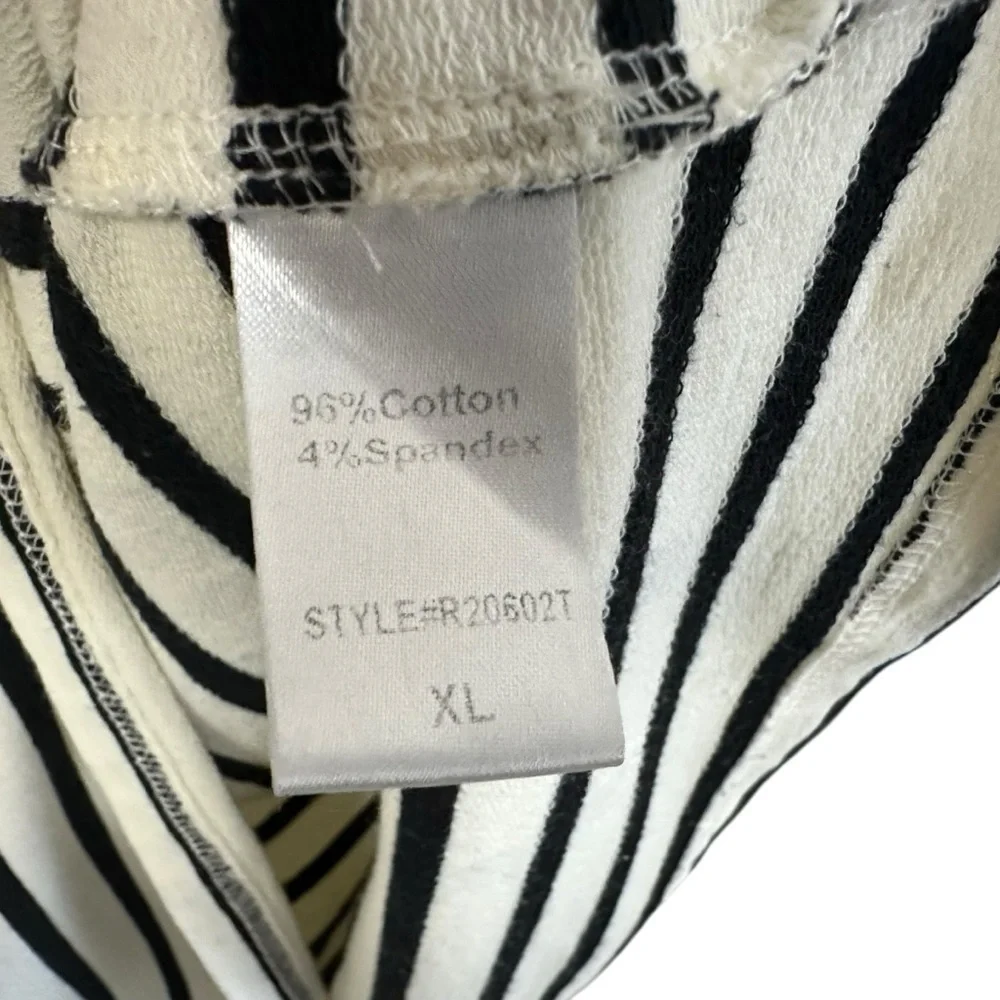 96%Cotton
4%Spandex
STYLE#R20602T
XL